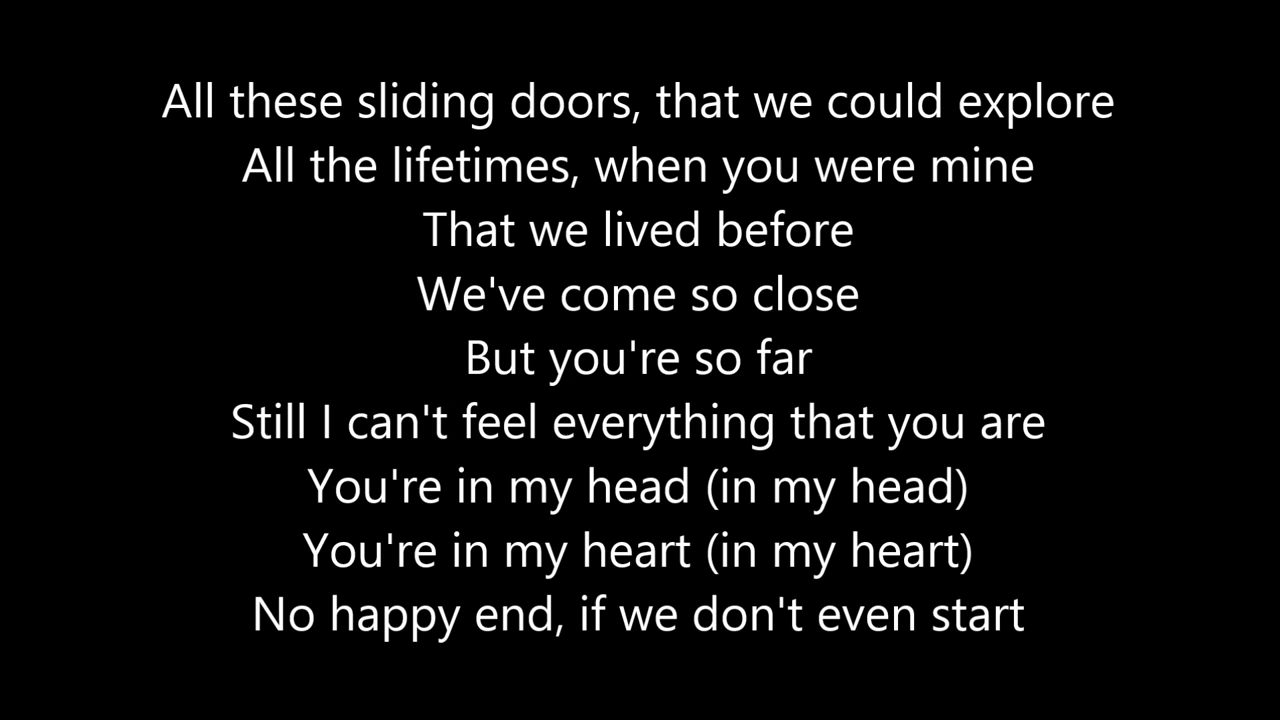 All these sliding doors, that we could explore
All the lifetimes, when you were mine
That we lived before
We've come so close
But you're so far
Still I can't feel everything that you are
You're in my head (in my head)
You're in my heart (in my heart)
No happy end, if we don't even start